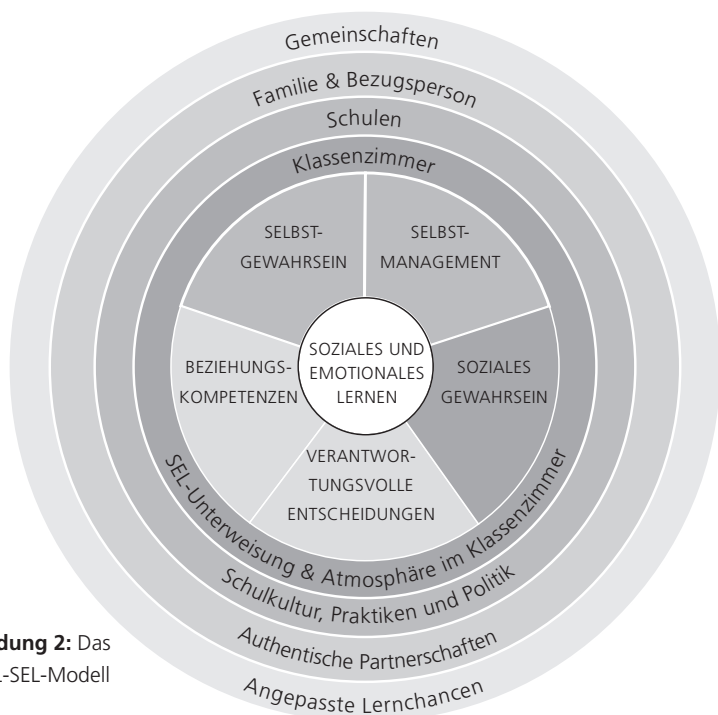 Gemeinschaften
Familie & Bezugsperson
Schulen
Klassenzimmer
SELBST-
GEWAHRSEIN
SELBST-
MANAGEMENT
BEZIEHUNGS-
KOMPETENZEN
SOZIALES UND
EMOTIONALES
LERNEN
SOZIALES
GEWAHRSEIN
VERANTWOR-
TUNGSVOLLE
ENTSCHEIDUNGEN
SEL-Unterweisung & Atmosphäre im Klassenzimmer
Schulkultur, Praktiken und Politik
Authentische Partnerschaften
Angepasste Lernchancen
dung 2: Das
-SEL-Modell